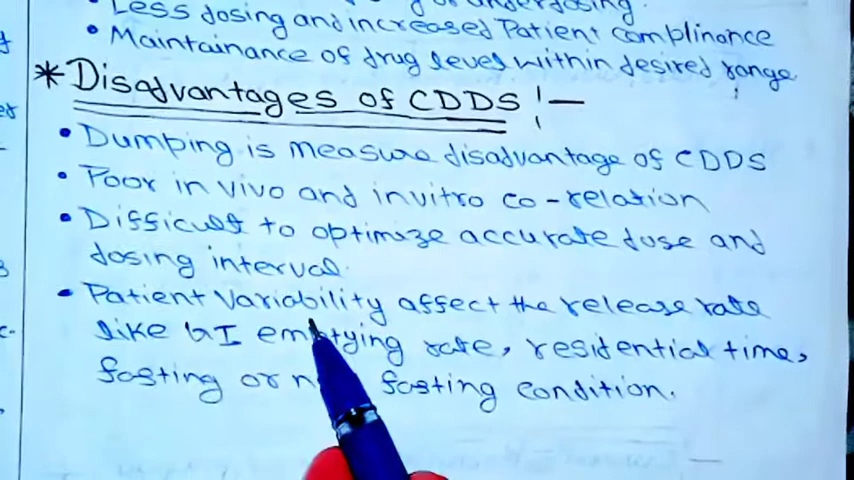 Less dosing and increased Patient complinance
• Maintainance of drug level within desired range
* Disadvantages of CDDS :—
• Dumping is measure disadvantage of CDDS
• Poor in vivo and invitro co-relation
• Difficult to optimize accurate dose and
dosing interval.
• Patient variability affect the release rate
like GI emptying rate, residential time,
fasting or n fasting condition.